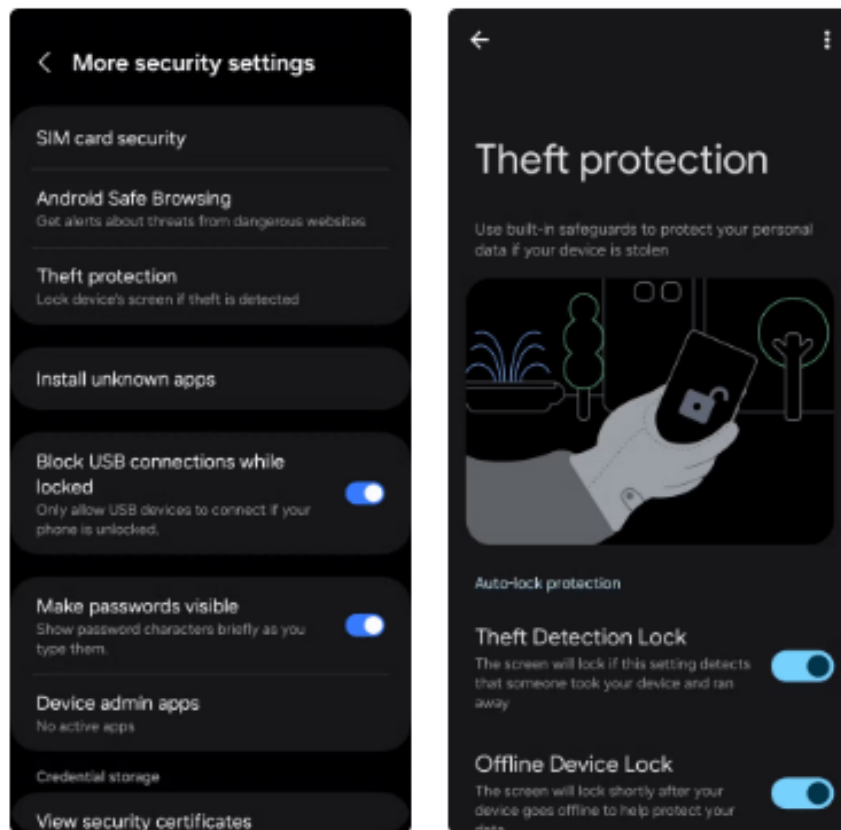 More security settings
SIM card security
Android Safe Browsing
Get alerts about threats from dangerous websites
Theft protection
Lock device's screen if theft is detected
Install unknown apps
Block USB connections while
locked
Only allow USB devices to connect if your
phone is unlocked.
Make passwords visible
Show password characters briefly as you
type them.
Device admin apps
No active apps
Credential storage
View security certificates
Theft protection
Use built-in safeguards to protect your personal
data if your device is stolen
Auto-lock protection
Theft Detection Lock
The screen will lock if this setting detects
that someone took your device and ran
away
Offline Device Lock
The screen will lock shortly after your
device goes offline to help protect your
data